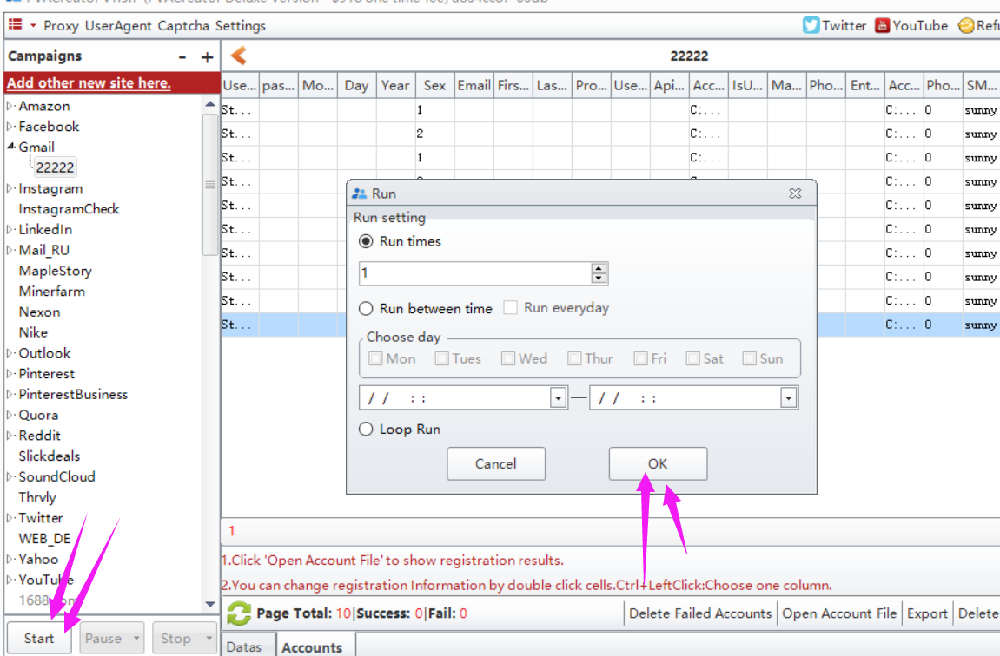 Proxy UserAgent Captcha Settings
Twitter YouTube Refu
Campaigns - +
22222
Add other new site here.
Use... pas... Mo... Day Year Sex Email Firs... Las... Pro... Use... Api... Acc... IsU... Ma... Pho... Ent... Acc... Pho... SM...
Amazon
St... 1 C:... C:... 0 sunny
Facebook
St... 2 C:... C:... 0 sunny
Gmail
St... 1 C:... C:... 0 sunny
22222
St... C:... 0 sunny
Instagram
St... C:... 0 sunny
InstagramCheck
St... C:... 0 sunny
LinkedIn
St... C:... 0 sunny
Mail_RU
St... C:... 0 sunny
MapleStory
St... C:... 0 sunny
Minerfarm
St... C:... 0 sunny
Nexon
Nike
Outlook
Pinterest
PinterestBusiness
Quora
Reddit
Slickdeals
SoundCloud
Thrvly
Twitter
WEB_DE
Yahoo
YouTube
Run
Run setting
Run times
1
Run between time Run everyday
Choose day
Mon Tues Wed Thur Fri Sat Sun
/ / : : — / / : :
Loop Run
Cancel OK
1
1.Click 'Open Account File' to show registration results.
2.You can change registration Information by double click cells.Ctrl+LeftClick:Choose one column.
Page Total: 10|Success: 0|Fail: 0
Delete Failed Accounts Open Account File Export Delete
Start Pause Stop
Datas Accounts